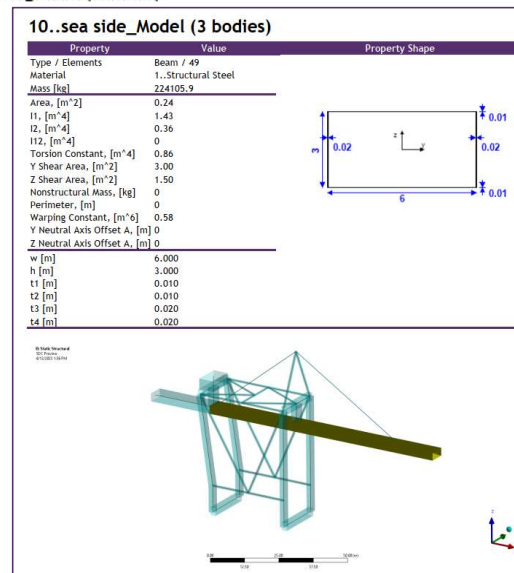 10..sea side_Model (3 bodies)
Property Value Property Shape
Type / Elements Beam / 49
Material 1..Structural Steel
Mass [kg] 224105.9
Area, [m^2] 0.24
I1, [m^4] 1.43
I2, [m^4] 0.36
I12, [m^4] 0
Torsion Constant, [m^4] 0.86
Y Shear Area, [m^2] 3.00
Z Shear Area, [m^2] 1.50
Nonstructural Mass, [kg] 0
Perimeter, [m] 0
Warping Constant, [m^6] 0.58
Y Neutral Axis Offset A, [m] 0
Z Neutral Axis Offset A, [m] 0
w [m] 6.000
h [m] 3.000
t1 [m] 0.010
t2 [m] 0.010
t3 [m] 0.020
t4 [m] 0.020
0.01
3
0.02
z
y
0.02
6
0.01
z